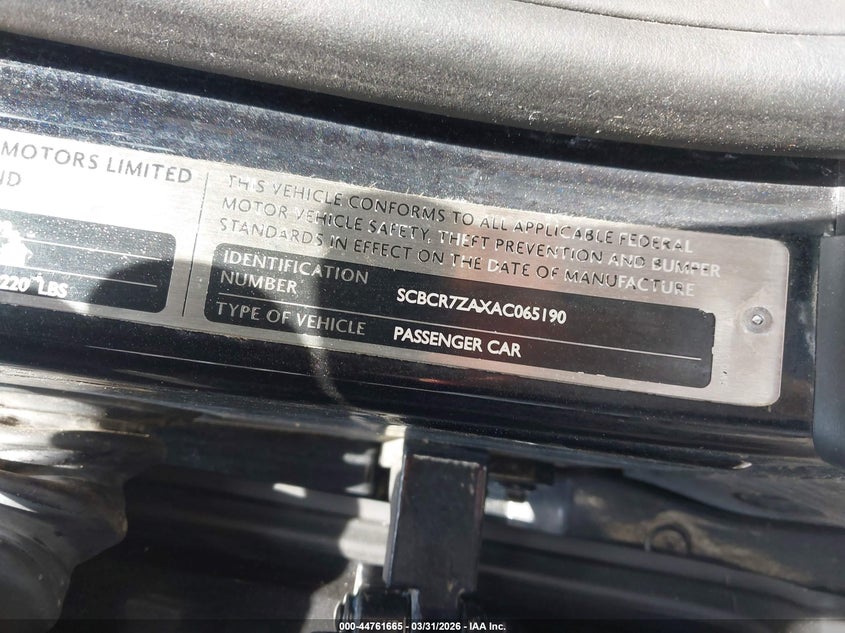 MOTORS LIMITED
220 LBS
THIS VEHICLE CONFORMS TO ALL APPLICABLE FEDERAL
MOTOR VEHICLE SAFETY, THEFT PREVENTION AND BUMPER
STANDARDS IN EFFECT ON THE DATE OF MANUFACTURE
IDENTIFICATION
NUMBER
SCBCR7ZAXAC065190
TYPE OF VEHICLE
PASSENGER CAR
000-44761665 | 03/31/2026 - IAA Inc.